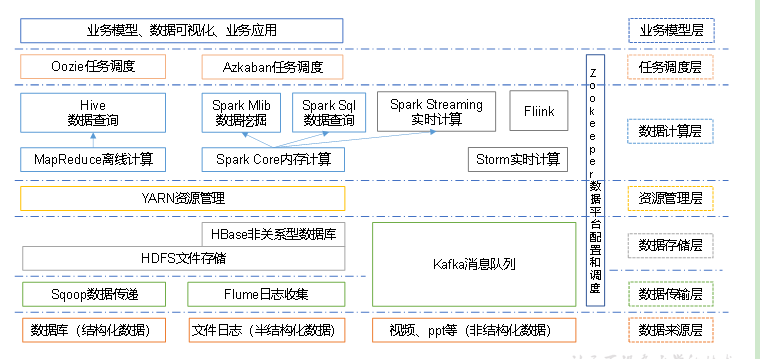 业务模型、数据可视化、业务应用
业务模型层
Oozie任务调度
Azkaban任务调度
任务调度层
Hive
数据查询
Spark Mlib
数据挖掘
Spark Sql
数据查询
Spark Streaming
实时计算
Fliink
MapReduce离线计算
Spark Core内存计算
Storm实时计算
数据计算层
Zookeeper数据平台配置和调度
YARN资源管理
资源管理层
HBase非关系型数据库
HDFS文件存储
Kafka消息队列
数据存储层
Sqoop数据传递
Flume日志收集
数据传输层
数据库（结构化数据）
文件日志（半结构化数据）
视频、ppt等（非结构化数据）
数据来源层